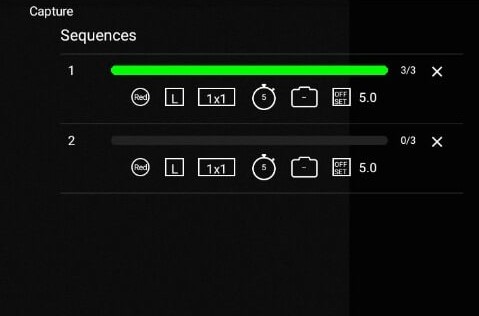 Capture
Sequences
1 3/3
Red L 1x1 5 - OFF SET 5.0
2 0/3
Red L 1x1 5 - OFF SET 5.0